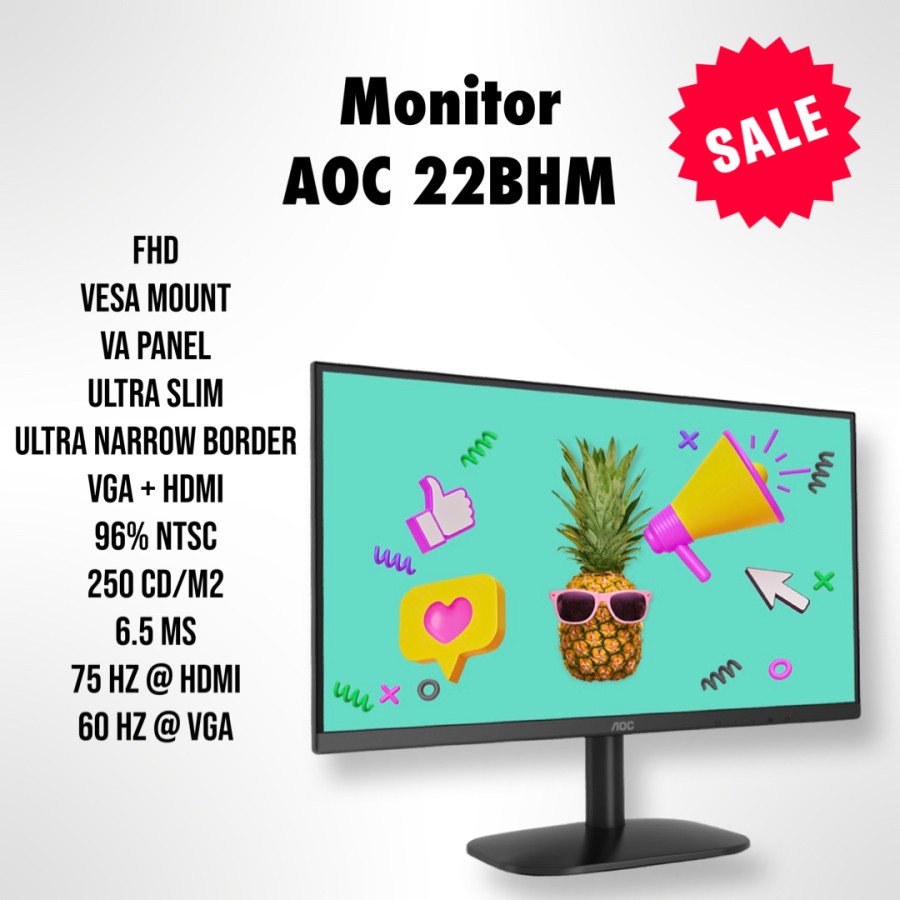 Monitor
AOC 22BHM
SALE
FHD
VESA MOUNT
VA PANEL
ULTRA SLIM
ULTRA NARROW BORDER
VGA + HDMI
96% NTSC
250 CD/M2
6.5 MS
75 HZ @ HDMI
60 HZ @ VGA
AOC